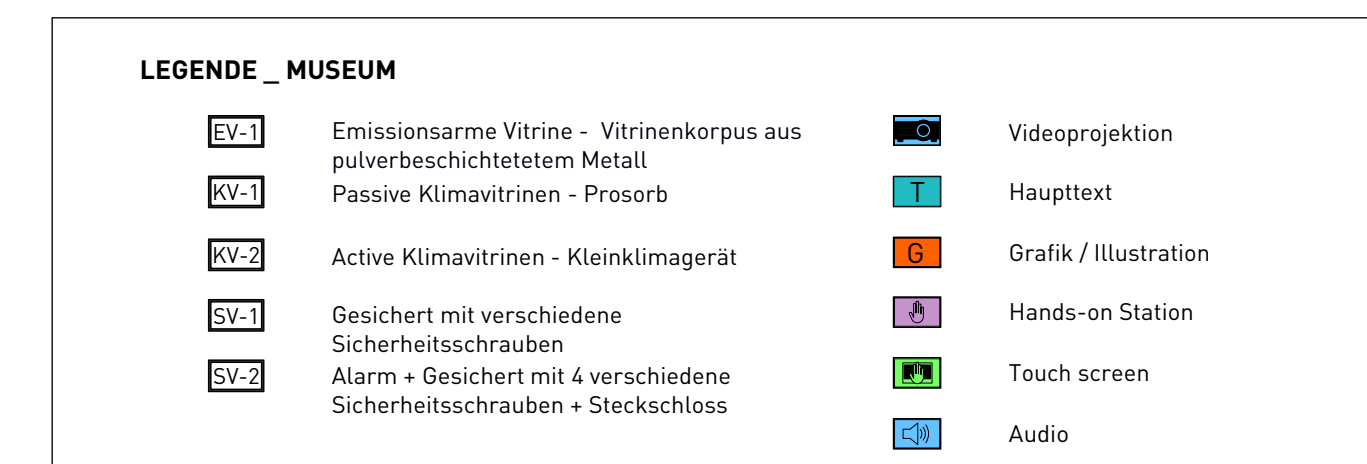 LEGENDE _ MUSEUM
EV-1
Emissionsarme Vitrine - Vitrinenkorpus aus
pulverbeschichtetetem Metall
KV-1
Passive Klimavitrinen - Prosorb
KV-2
Active Klimavitrinen - Kleinklimagerät
SV-1
Gesichert mit verschiedene
Sicherheitsschrauben
SV-2
Alarm + Gesichert mit 4 verschiedene
Sicherheitsschrauben + Steckschloss
Videoprojektion
T
Haupttext
G
Grafik / Illustration
Hands-on Station
Touch screen
Audio